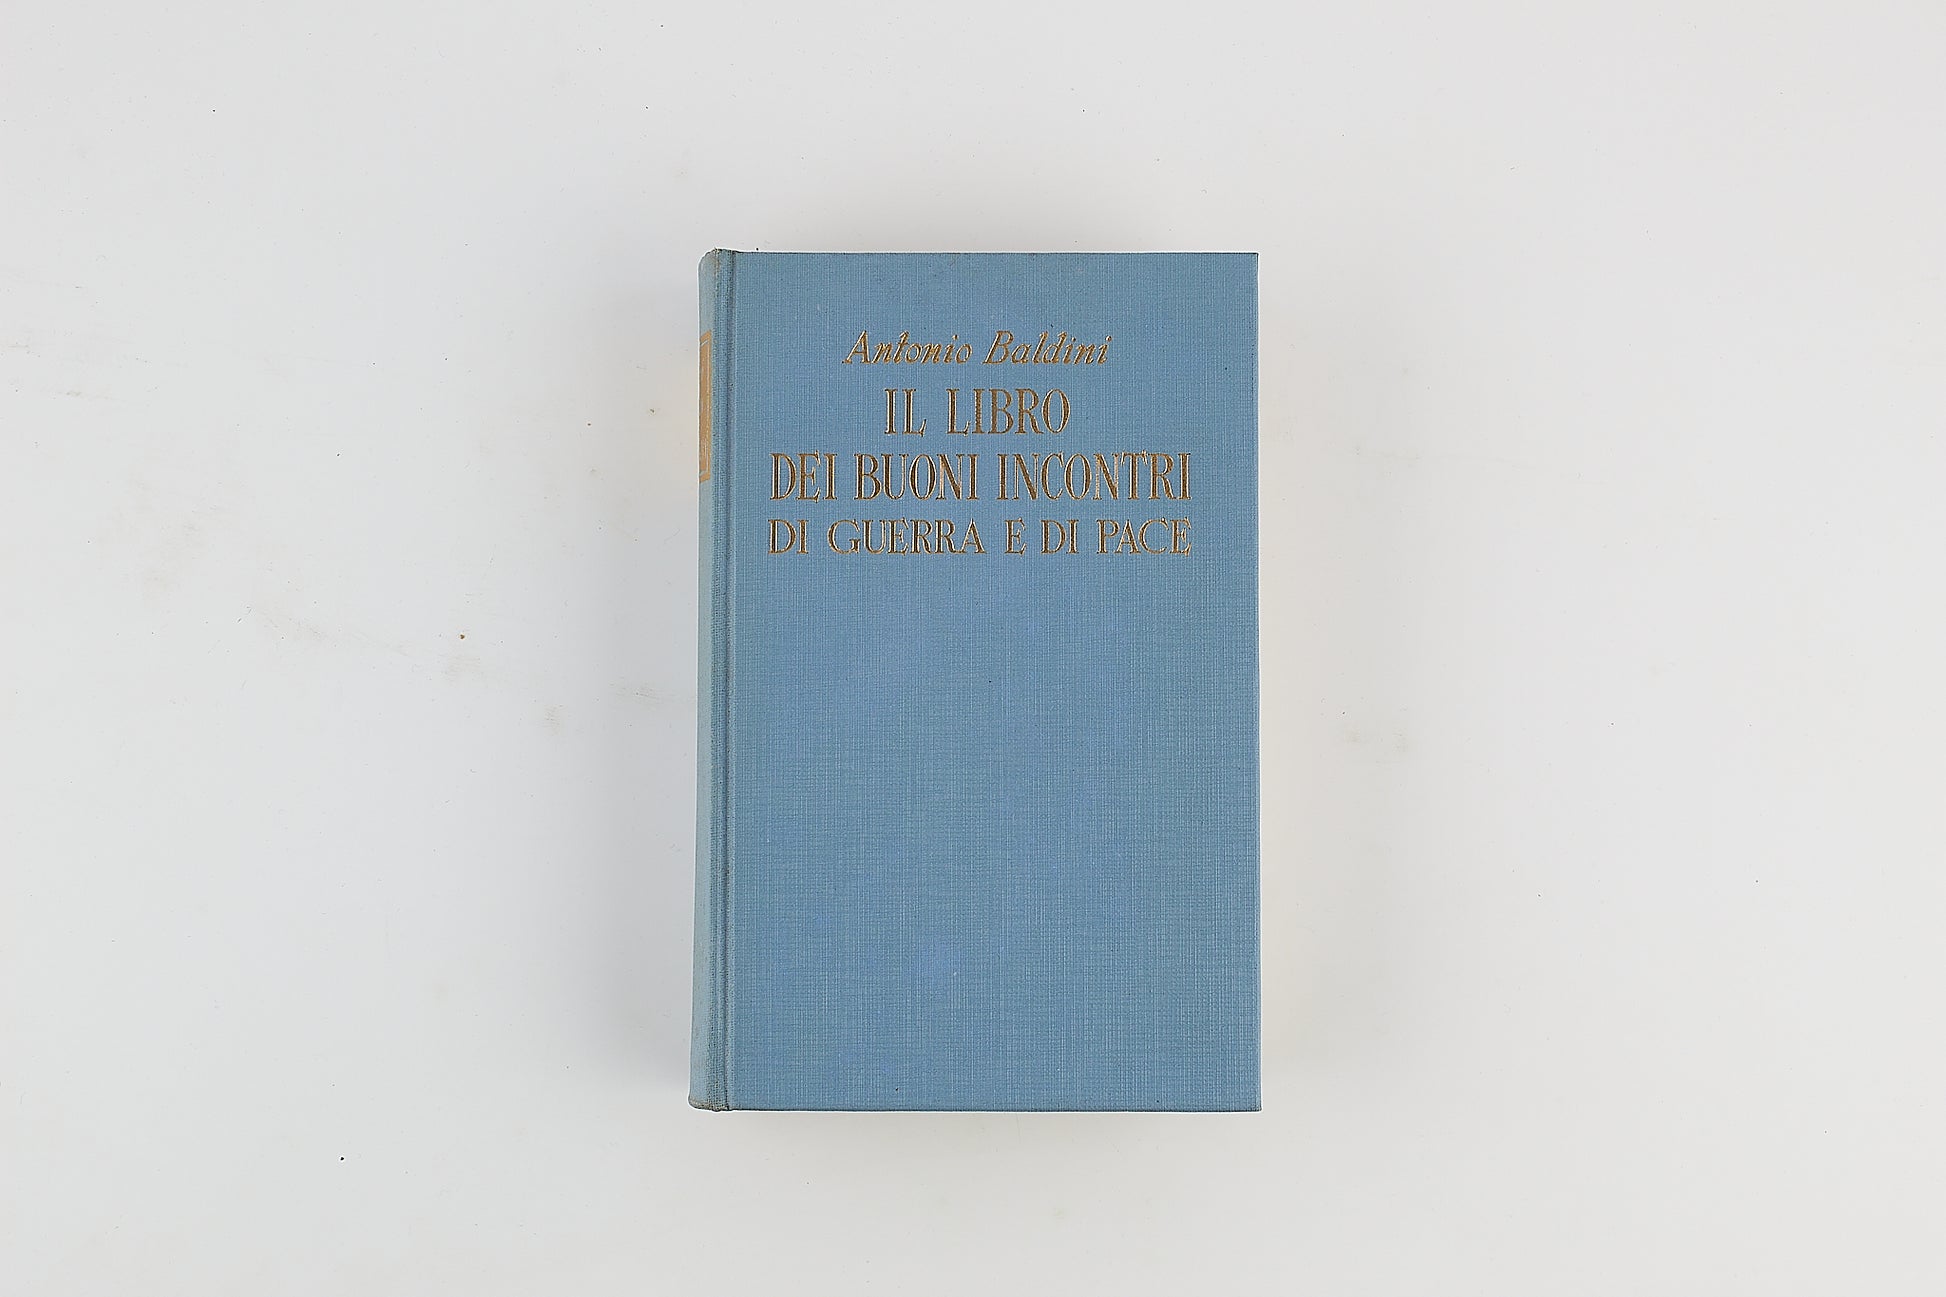 Antonio Baldini
IL LIBRO
DEI BUONI INCONTRI
DI GUERRA E DI PACE